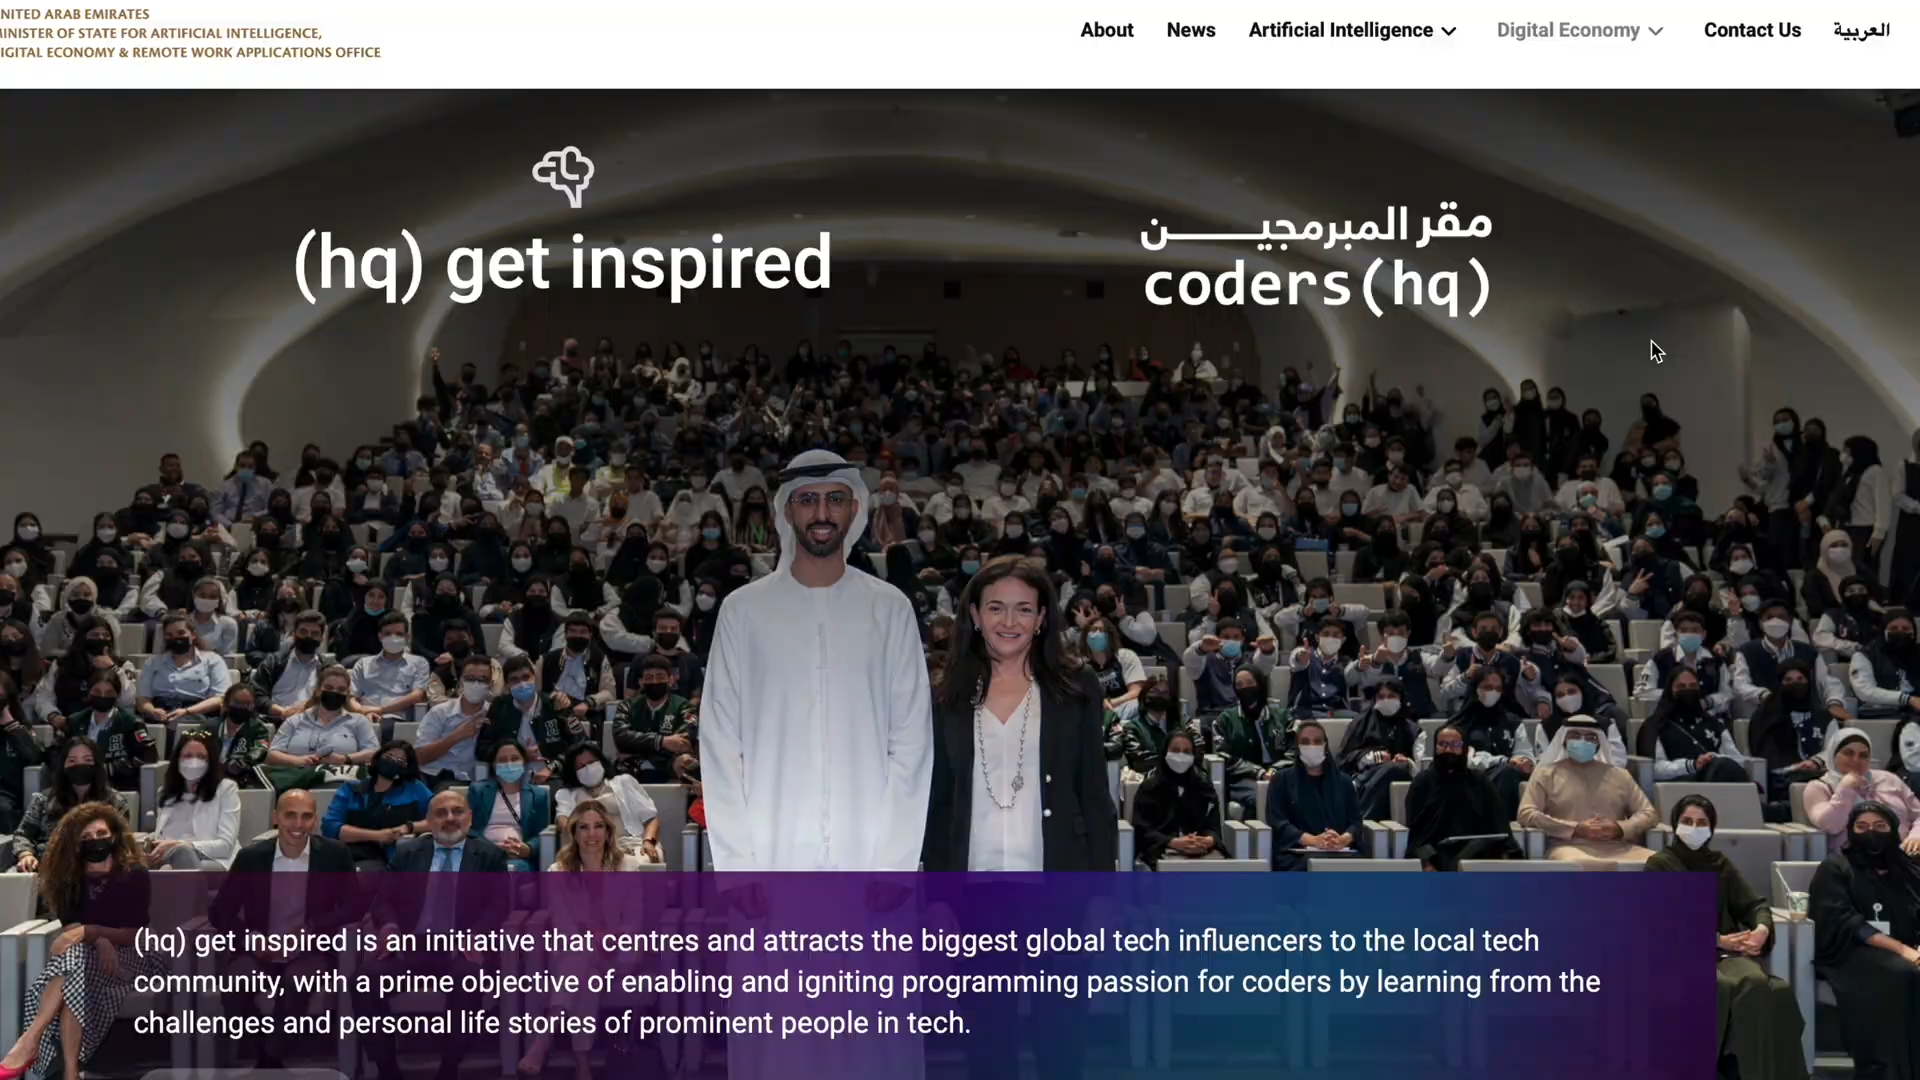 NITED ARAB EMIRATES
INISTER OF STATE FOR ARTIFICIAL INTELLIGENCE,
IGITAL ECONOMY & REMOTE WORK APPLICATIONS OFFICE
About News Artificial Intelligence Digital Economy Contact Us العربية
(hq) get inspired
مقر المبرمجيـــــن
coders(hq)
(hq) get inspired is an initiative that centres and attracts the biggest global tech influencers to the local tech
community, with a prime objective of enabling and igniting programming passion for coders by learning from the
challenges and personal life stories of prominent people in tech.